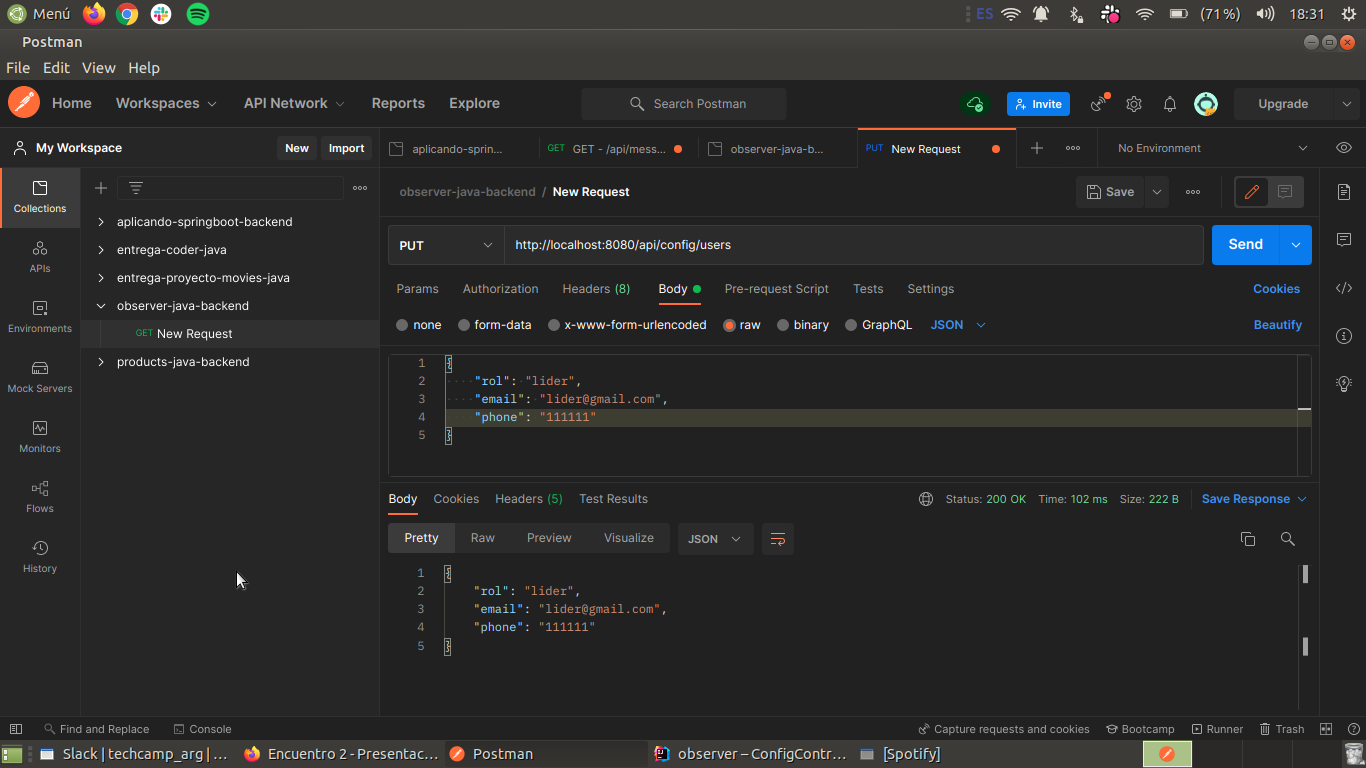 Menú ES (71%) 18:31
Postman
File Edit View Help
Home Workspaces API Network Reports Explore Search Postman Invite Upgrade
My Workspace New Import
aplicando-sprin... GET GET - /api/mess... observer-java-b... PUT New Request No Environment
Collections
APIs
Environments
Mock Servers
Monitors
Flows
History
aplicando-springboot-backend
entrega-coder-java
entrega-proyecto-movies-java
observer-java-backend
GET New Request
products-java-backend
observer-java-backend / New Request Save
PUT http://localhost:8080/api/config/users Send
Params Authorization Headers (8) Body Pre-request Script Tests Settings Cookies
none form-data x-www-form-urlencoded raw binary GraphQL JSON Beautify
1 {
2 "rol": "lider",
3 "email": "lider@gmail.com",
4 "phone": "111111"
5 }
Body Cookies Headers (5) Test Results Status: 200 OK Time: 102 ms Size: 222 B Save Response
Pretty Raw Preview Visualize JSON
1 {
2 "rol": "lider",
3 "email": "lider@gmail.com",
4 "phone": "111111"
5 }
Find and Replace Console Capture requests and cookies Bootcamp Runner Trash
Slack | techcamp_arg | ... Encuentro 2 - Presentac... Postman observer – ConfigContr... [Spotify]